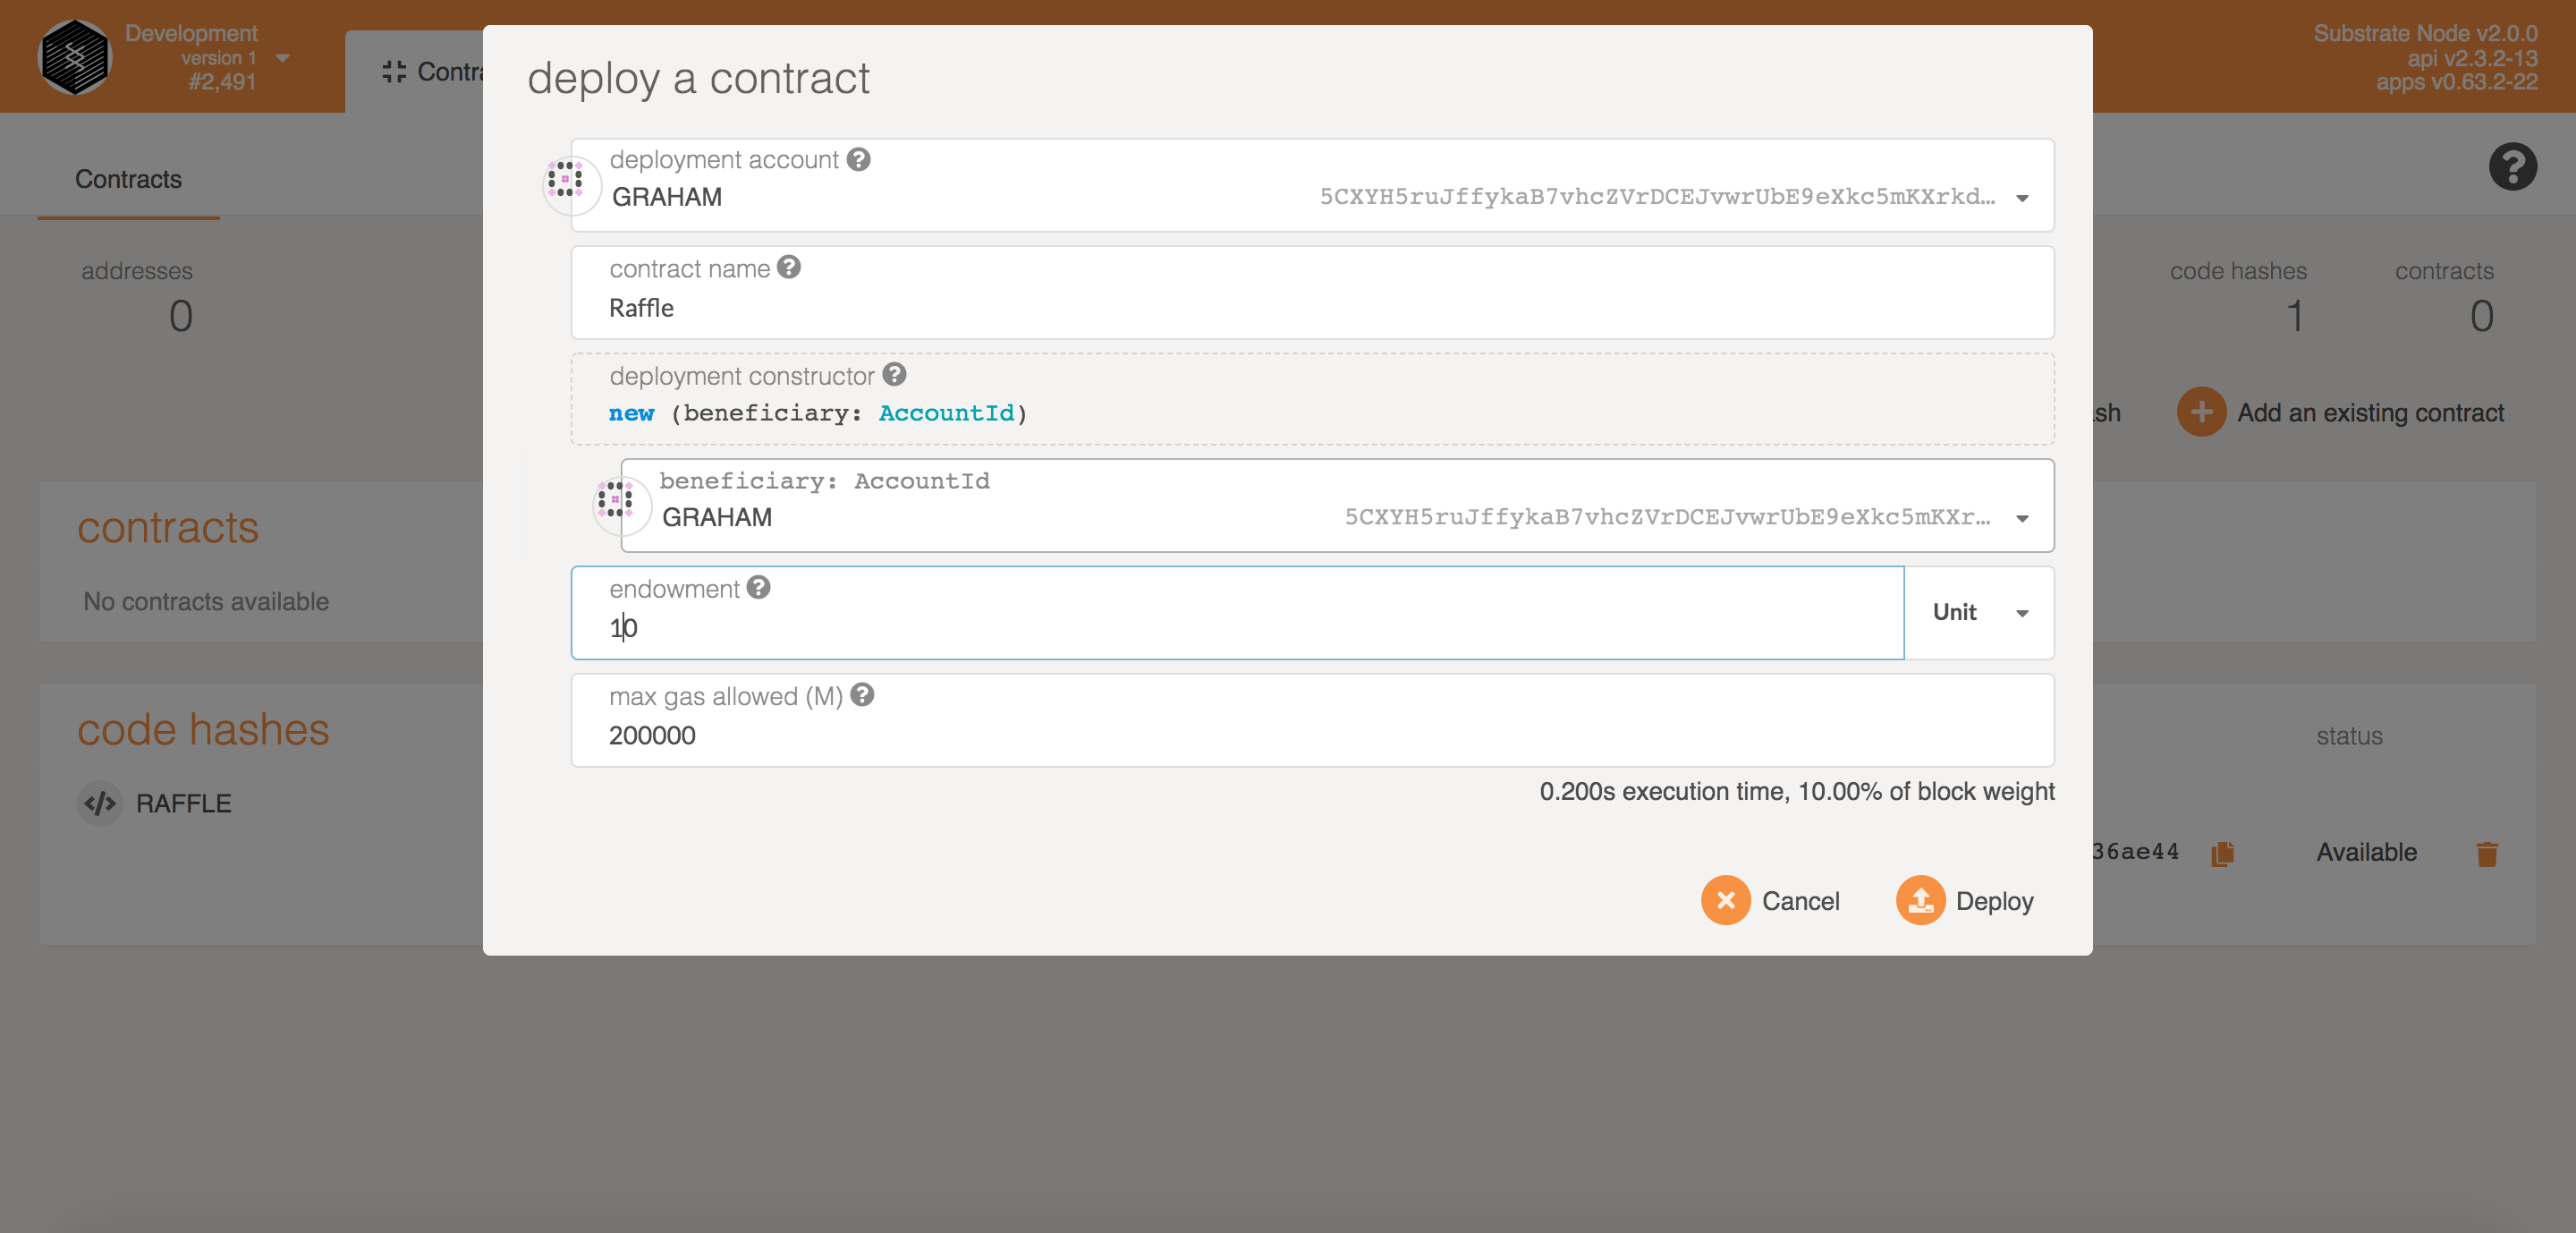 Development
version 1
#2,491
Contra
Substrate Node v2.0.0
api v2.3.2-13
apps v0.63.2-22
Contracts
addresses
0
code hashes
1
contracts
0
sh
Add an existing contract
contracts
No contracts available
code hashes
status
RAFFLE
36ae44
Available
deploy a contract
deployment account
GRAHAM
5CXYH5ruJffykaB7vhcZVrDCEJvwrUbE9eXkc5mKXrkd…
contract name
Raffle
deployment constructor
new (beneficiary: AccountId)
beneficiary: AccountId
GRAHAM
5CXYH5ruJffykaB7vhcZVrDCEJvwrUbE9eXkc5mKXr…
endowment
10
Unit
max gas allowed (M)
200000
0.200s execution time, 10.00% of block weight
Cancel
Deploy